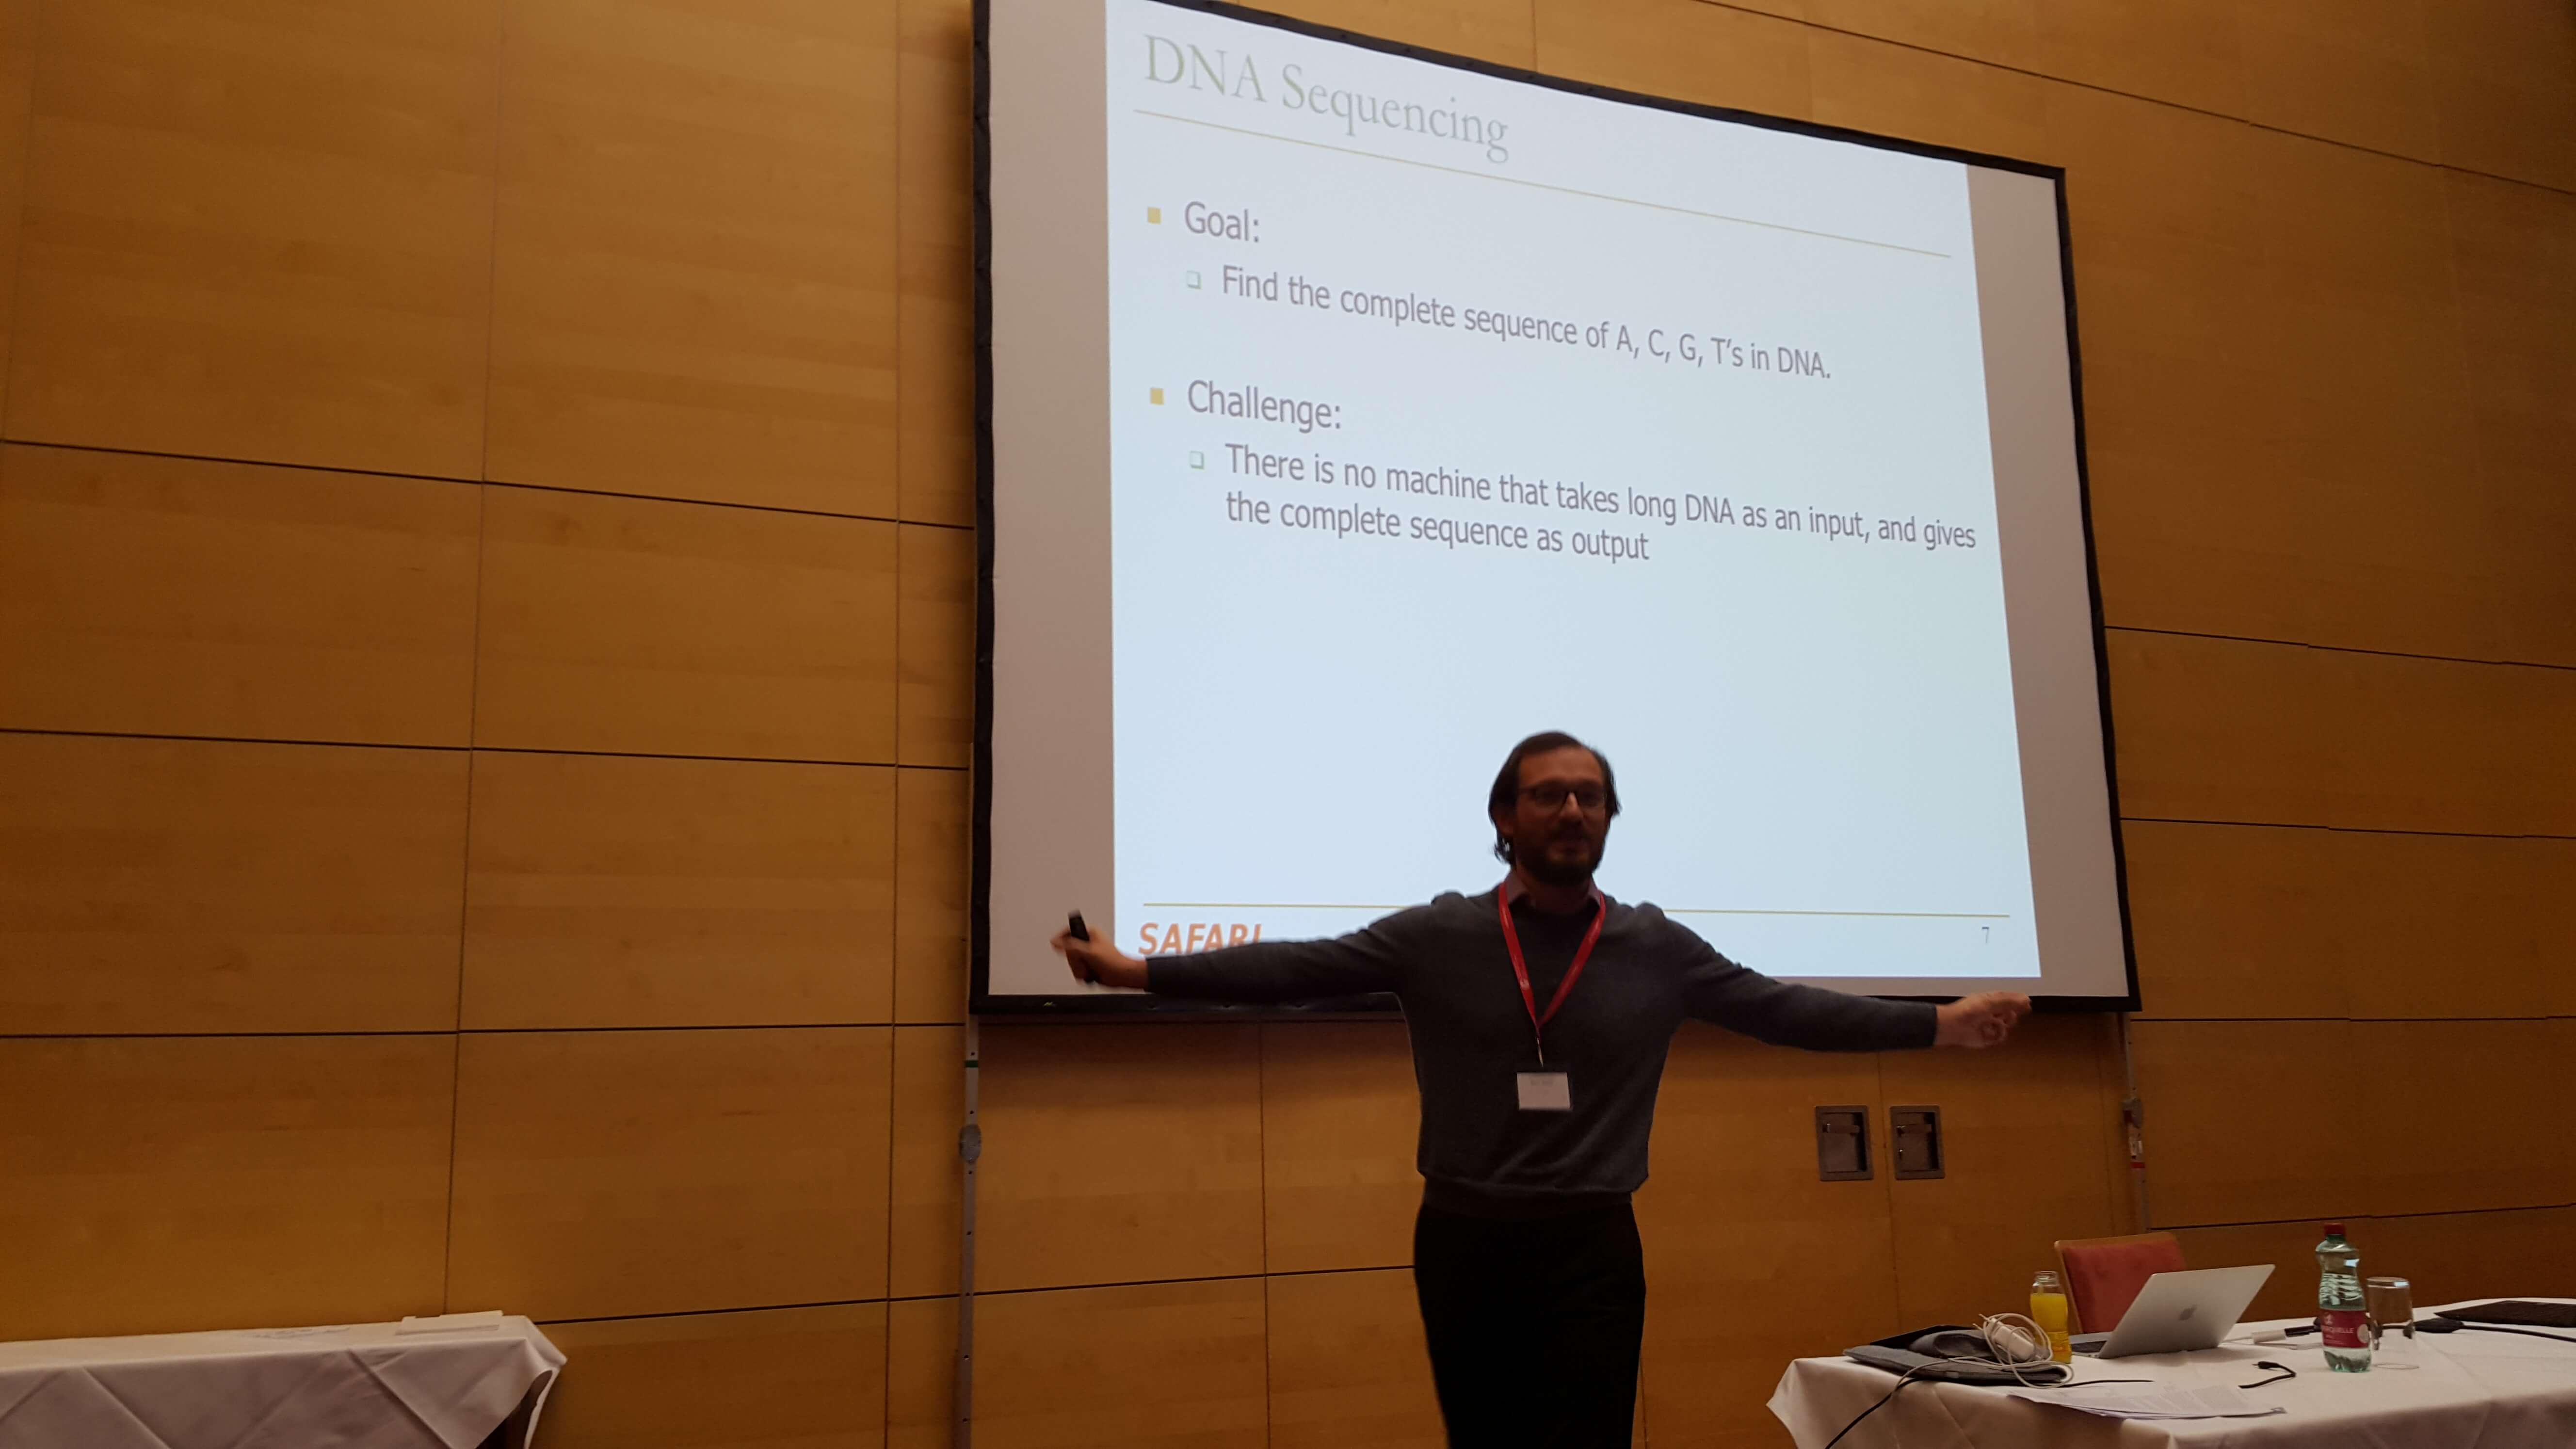 DNA Sequencing
Goal:
Find the complete sequence of A, C, G, T's in DNA.
Challenge:
There is no machine that takes long DNA as an input, and gives
the complete sequence as output
SAFARI
7